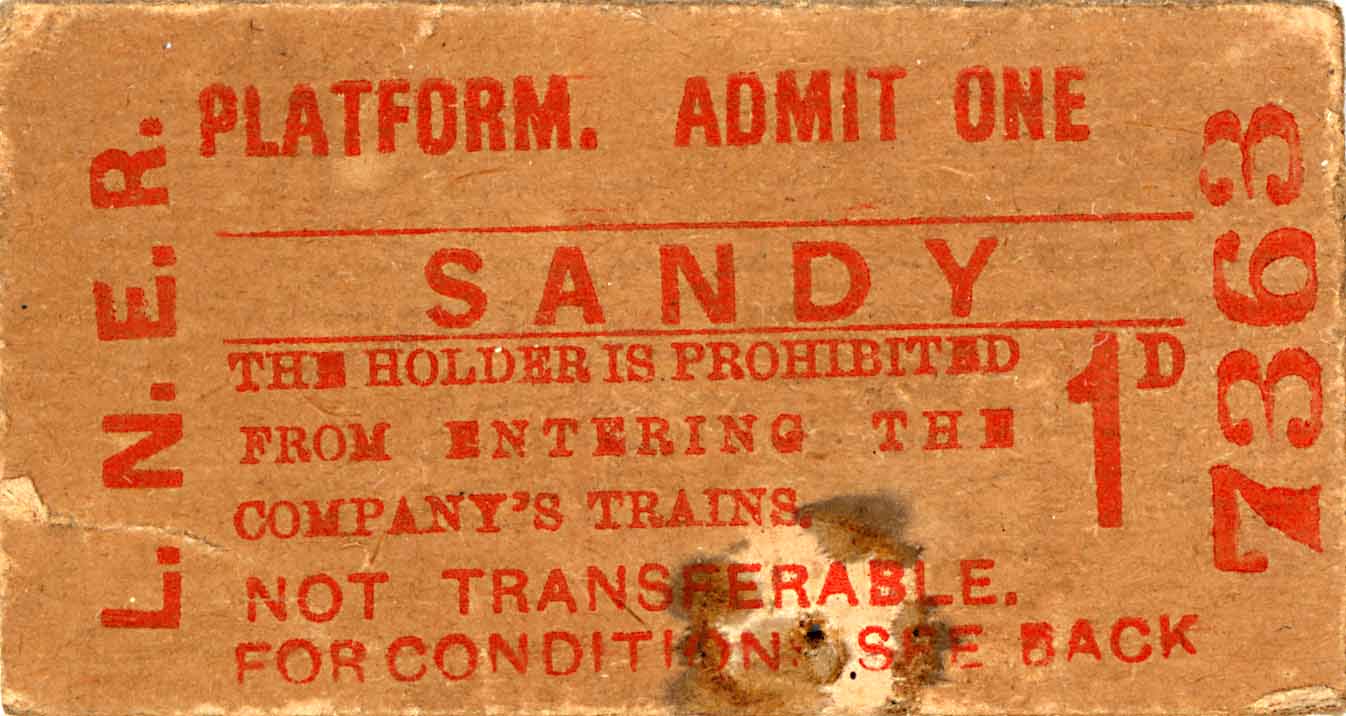 L.N.E.R.
PLATFORM. ADMIT ONE
SANDY
THE HOLDER IS PROHIBITED
FROM ENTERING THE
COMPANY'S TRAINS.
1D
NOT TRANSFERABLE.
FOR CONDITIONS SEE BACK
7363